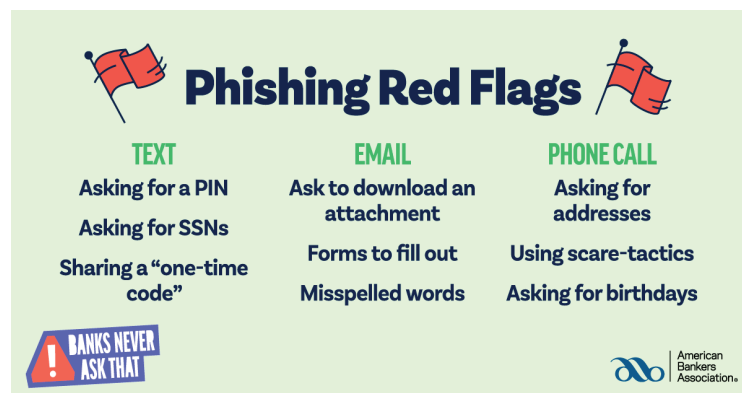 Phishing Red Flags
TEXT
Asking for a PIN
Asking for SSNs
Sharing a “one-time
code”
EMAIL
Ask to download an
attachment
Forms to fill out
Misspelled words
PHONE CALL
Asking for
addresses
Using scare-tactics
Asking for birthdays
!
BANKS NEVER
ASK THAT
American
Bankers
Association®